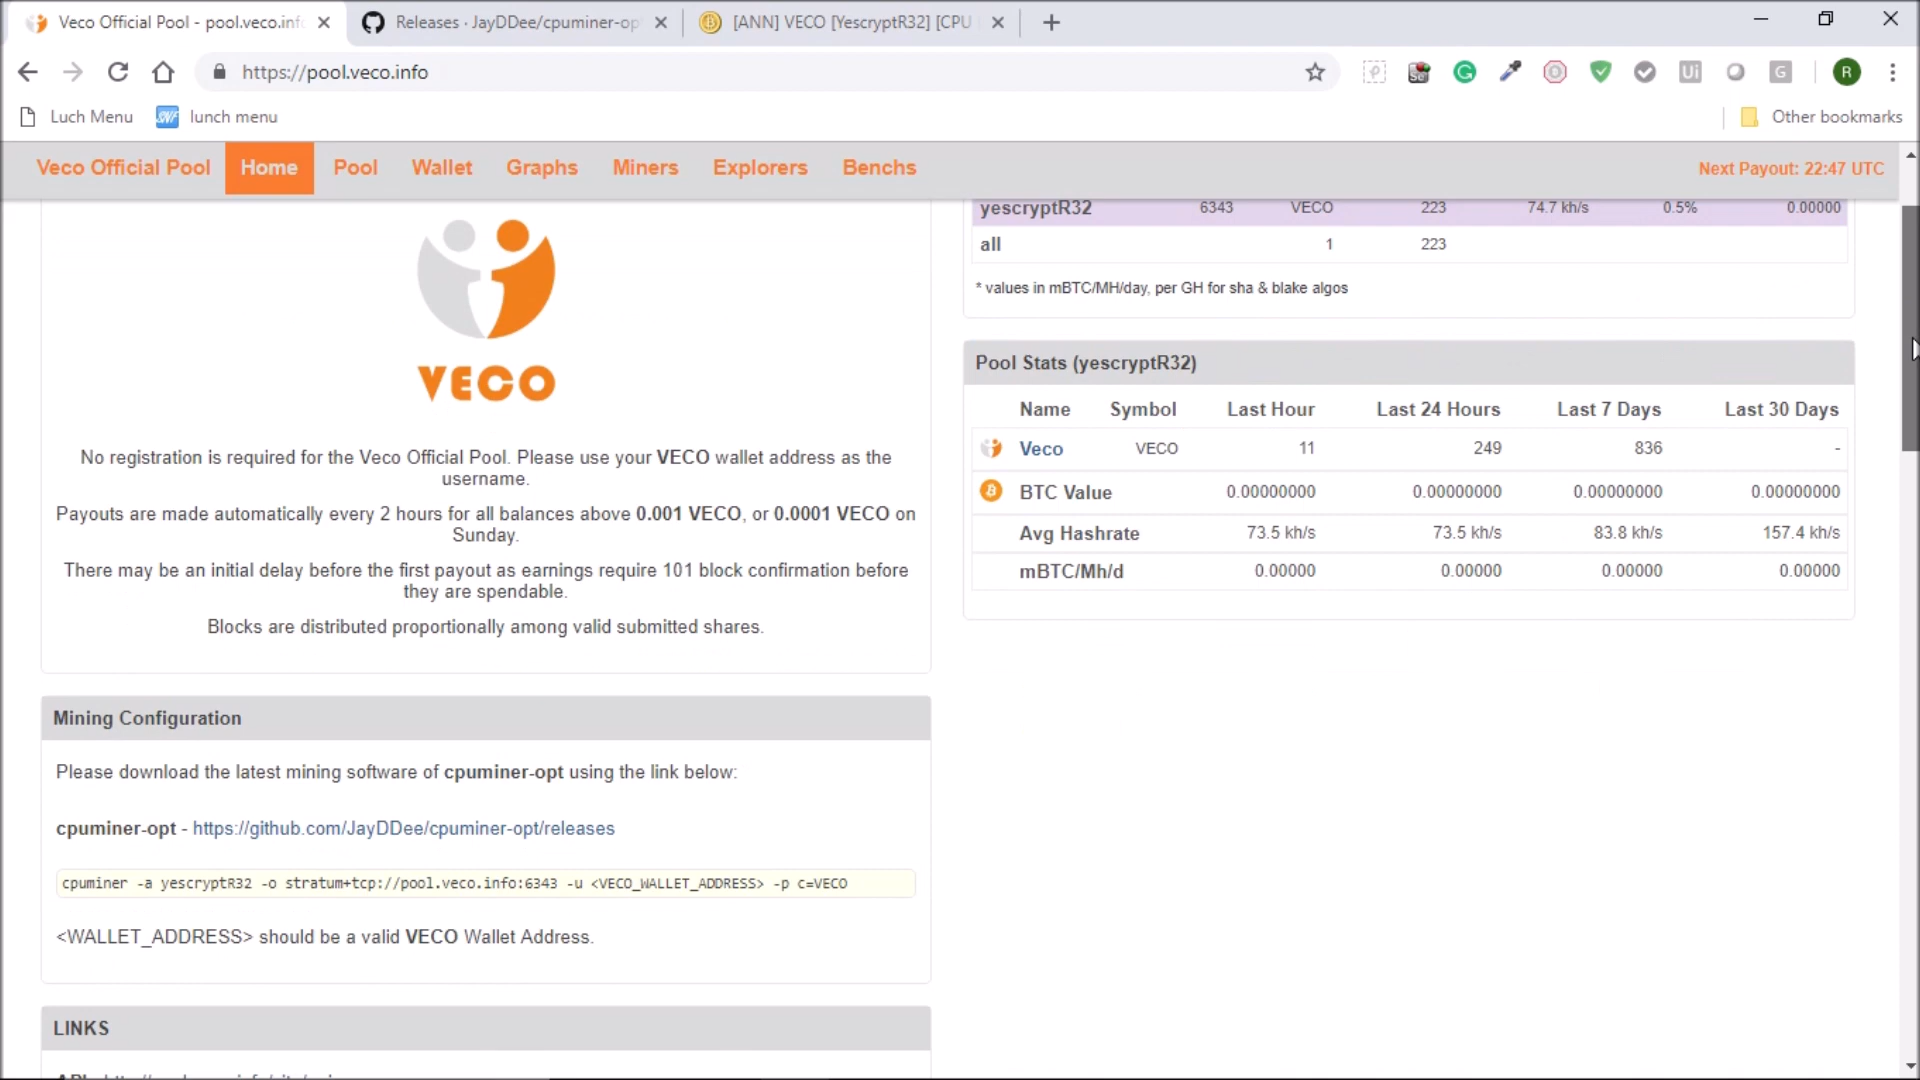 Veco Official Pool - pool.veco.info
Releases · JayDDee/cpuminer-op
[ANN] VECO [YescryptR32] [CPU
https://pool.veco.info
R
Luch Menu
lunch menu
Other bookmarks
Veco Official Pool
Home
Pool
Wallet
Graphs
Miners
Explorers
Benchs
Next Payout: 22:47 UTC
VECO
No registration is required for the Veco Official Pool. Please use your VECO wallet address as the
username.
Payouts are made automatically every 2 hours for all balances above 0.001 VECO, or 0.0001 VECO on
Sunday.
There may be an initial delay before the first payout as earnings require 101 block confirmation before
they are spendable.
Blocks are distributed proportionally among valid submitted shares.
Mining Configuration
Please download the latest mining software of cpuminer-opt using the link below:
cpuminer-opt - https://github.com/JayDDee/cpuminer-opt/releases
cpuminer -a yescryptR32 -o stratum+tcp://pool.veco.info:6343 -u <VECO_WALLET_ADDRESS> -p c=VECO
<WALLET_ADDRESS> should be a valid VECO Wallet Address.
LINKS
yescryptR32 6343 VECO 223 74.7 kh/s 0.5% 0.00000
all 1 223
* values in mBTC/MH/day, per GH for sha & blake algos
Pool Stats (yescryptR32)
Name Symbol Last Hour Last 24 Hours Last 7 Days Last 30 Days
Veco VECO 11 249 836 -
BTC Value 0.00000000 0.00000000 0.00000000 0.00000000
Avg Hashrate 73.5 kh/s 73.5 kh/s 83.8 kh/s 157.4 kh/s
mBTC/Mh/d 0.00000 0.00000 0.00000 0.00000